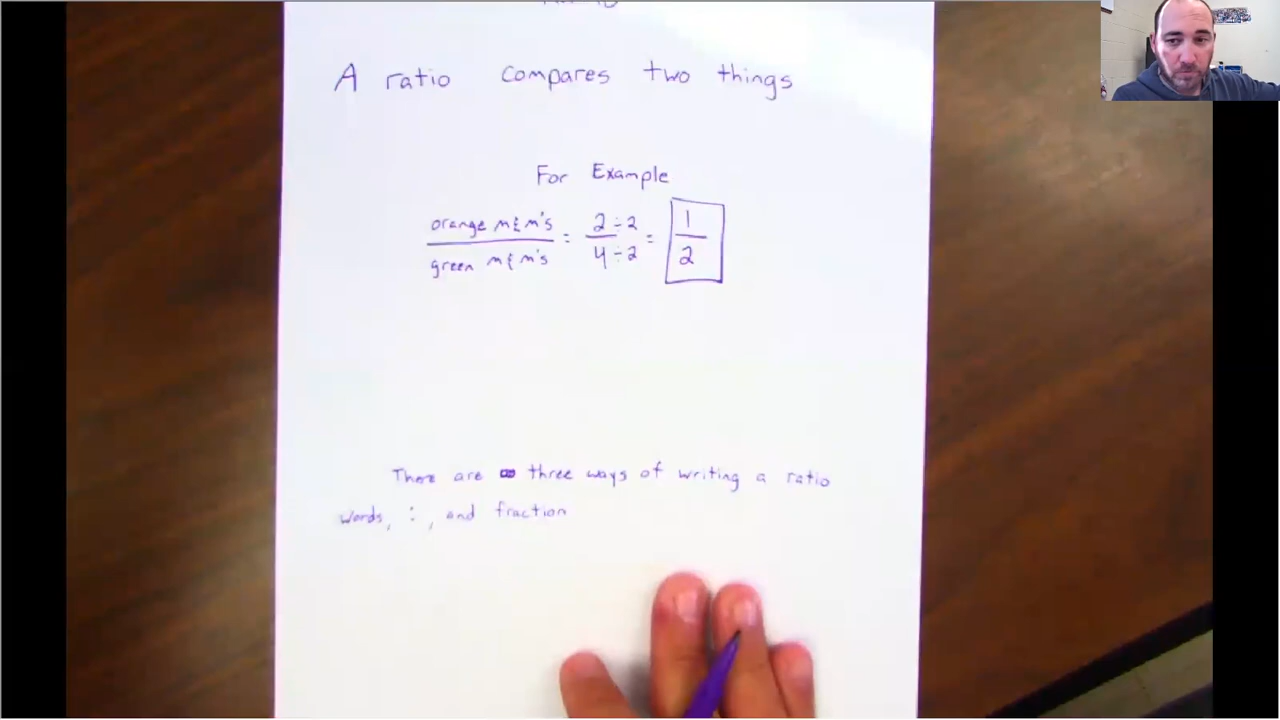 A ratio compares two things
For Example
orange m&m's = 2÷2 = 1
green m&m's 4÷2 2
There are three ways of writing a ratio
words, : , and fraction